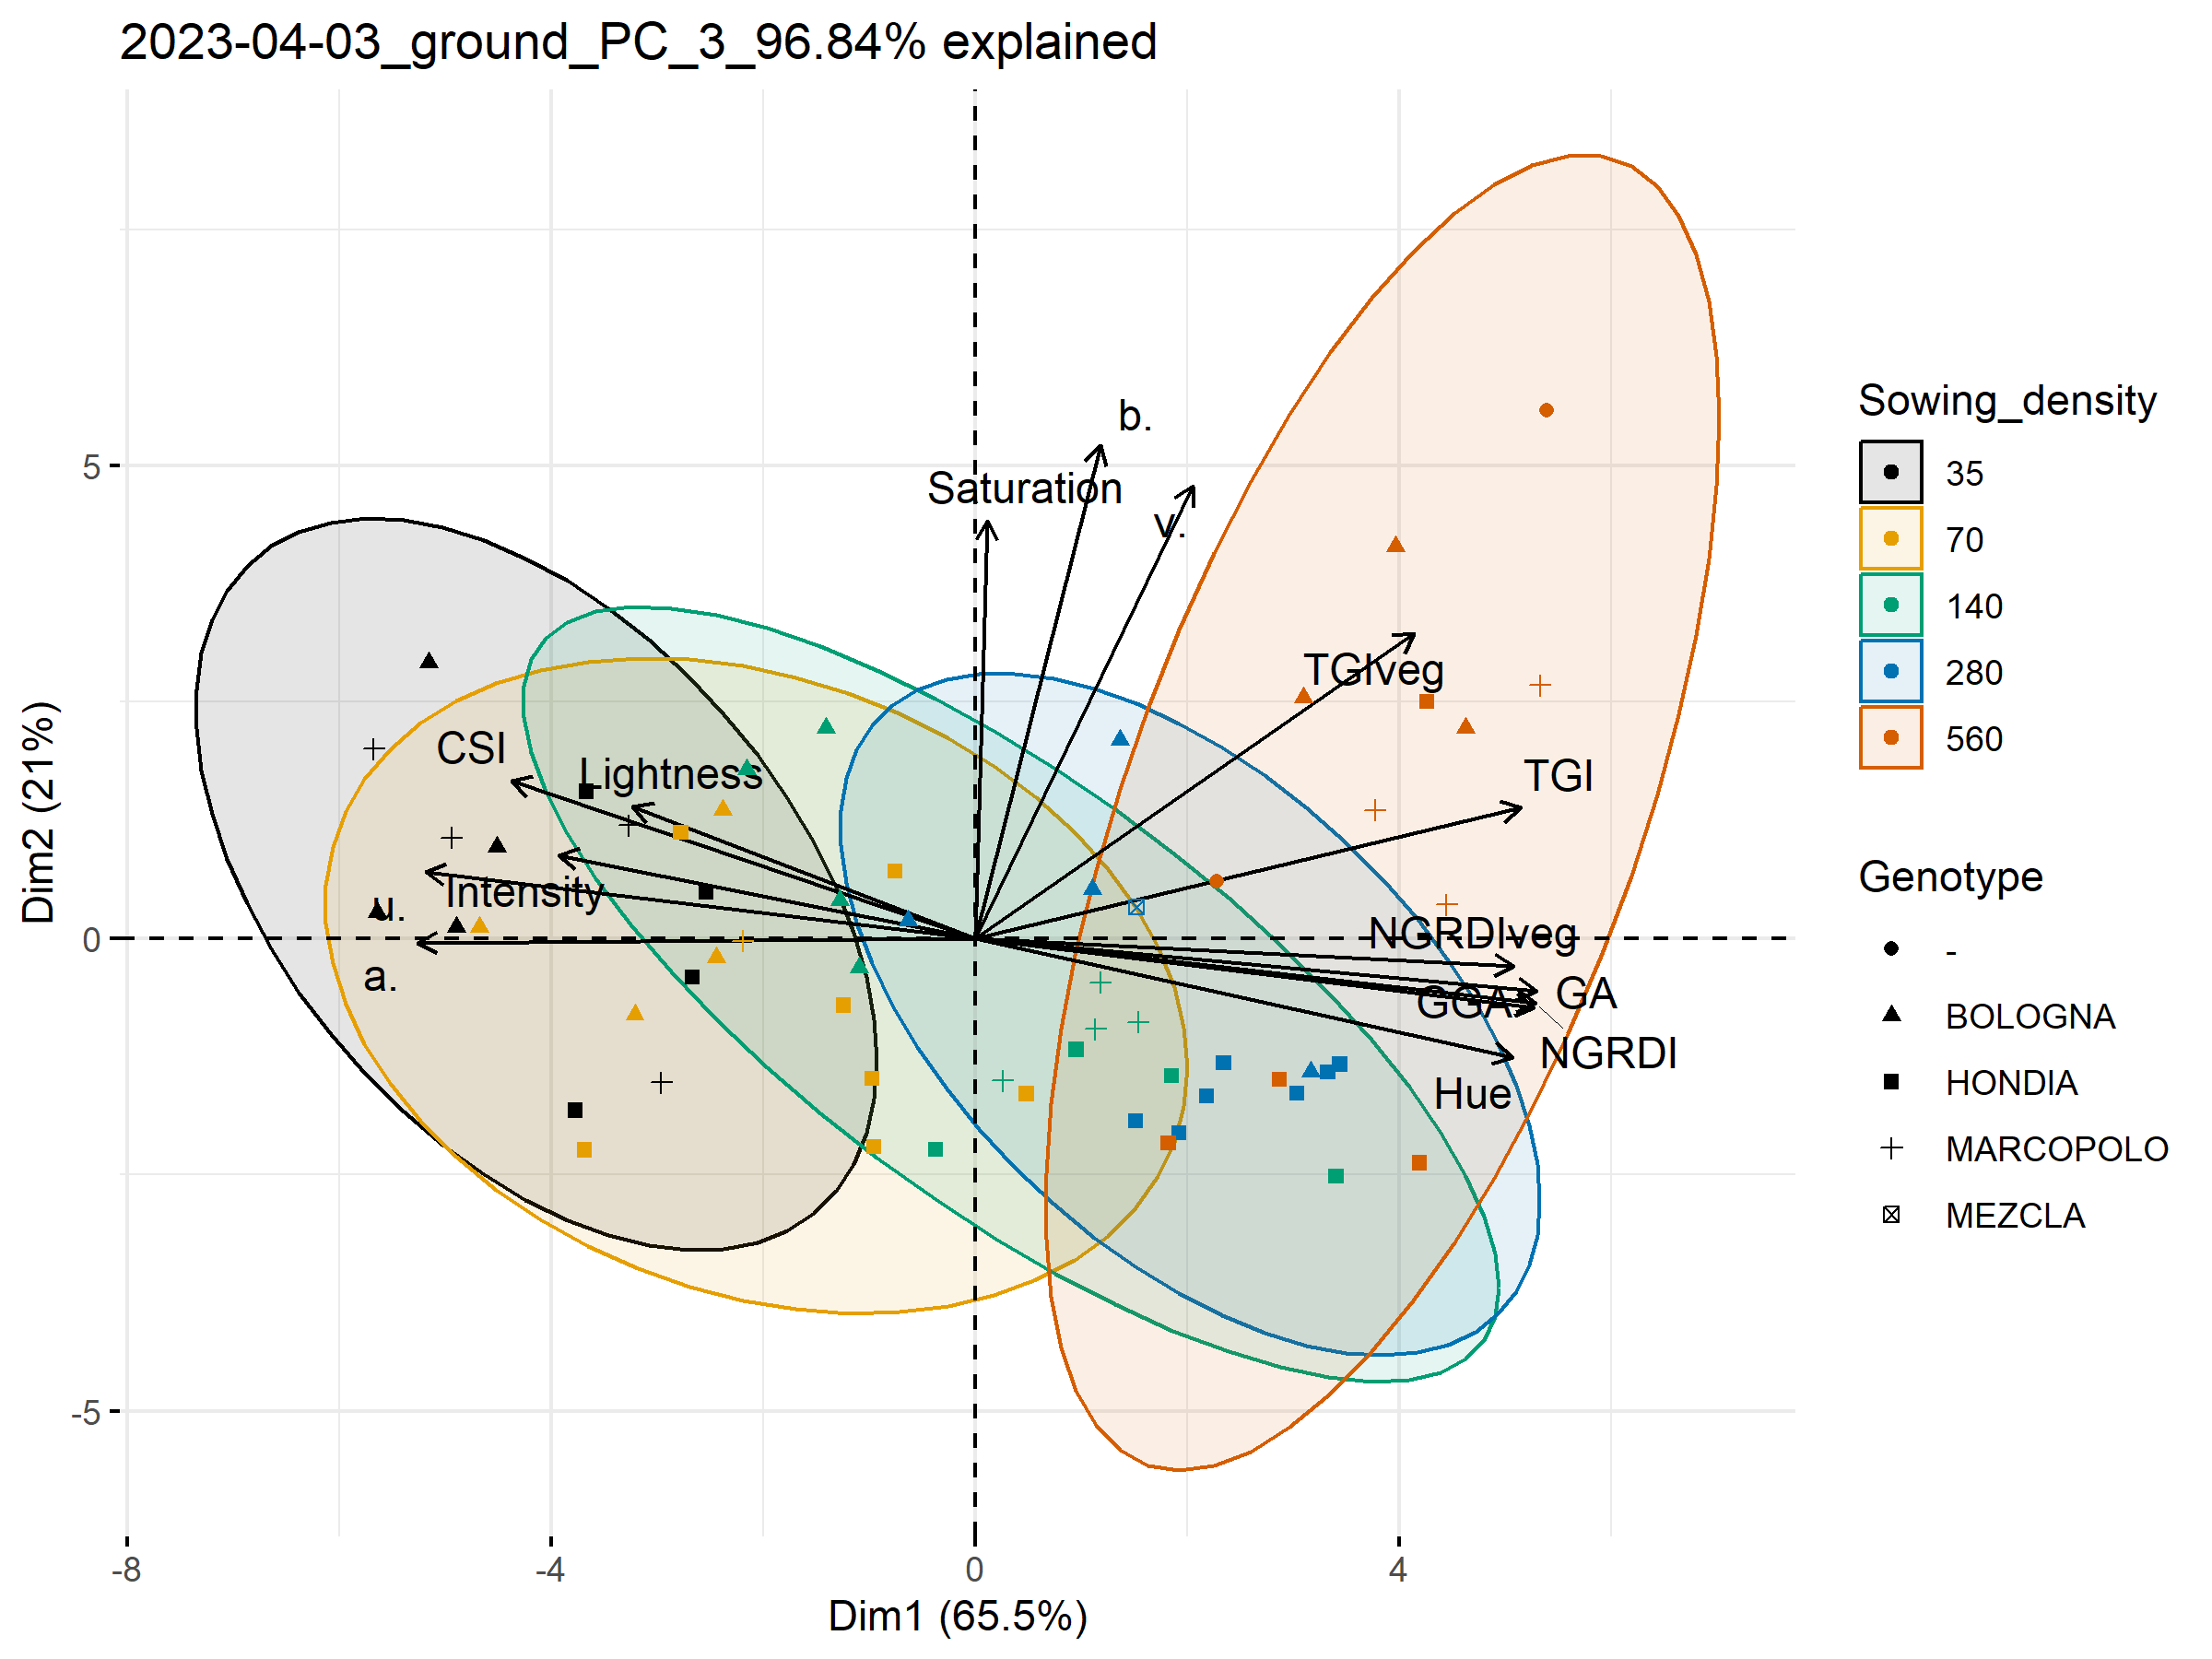 2023-04-03_ground_PC_3_96.84% explained
b.
Saturation
v.
TGIveg
CSI
Lightness
TGI
Intensity
u.
NGRDIveg
a.
GGA
GA
NGRDI
Hue
5
0
-5
Dim2 (21%)
-8
-4
0
4
Dim1 (65.5%)
Sowing_density
35
70
140
280
560
Genotype
-
BOLOGNA
HONDIA
MARCOPOLO
MEZCLA